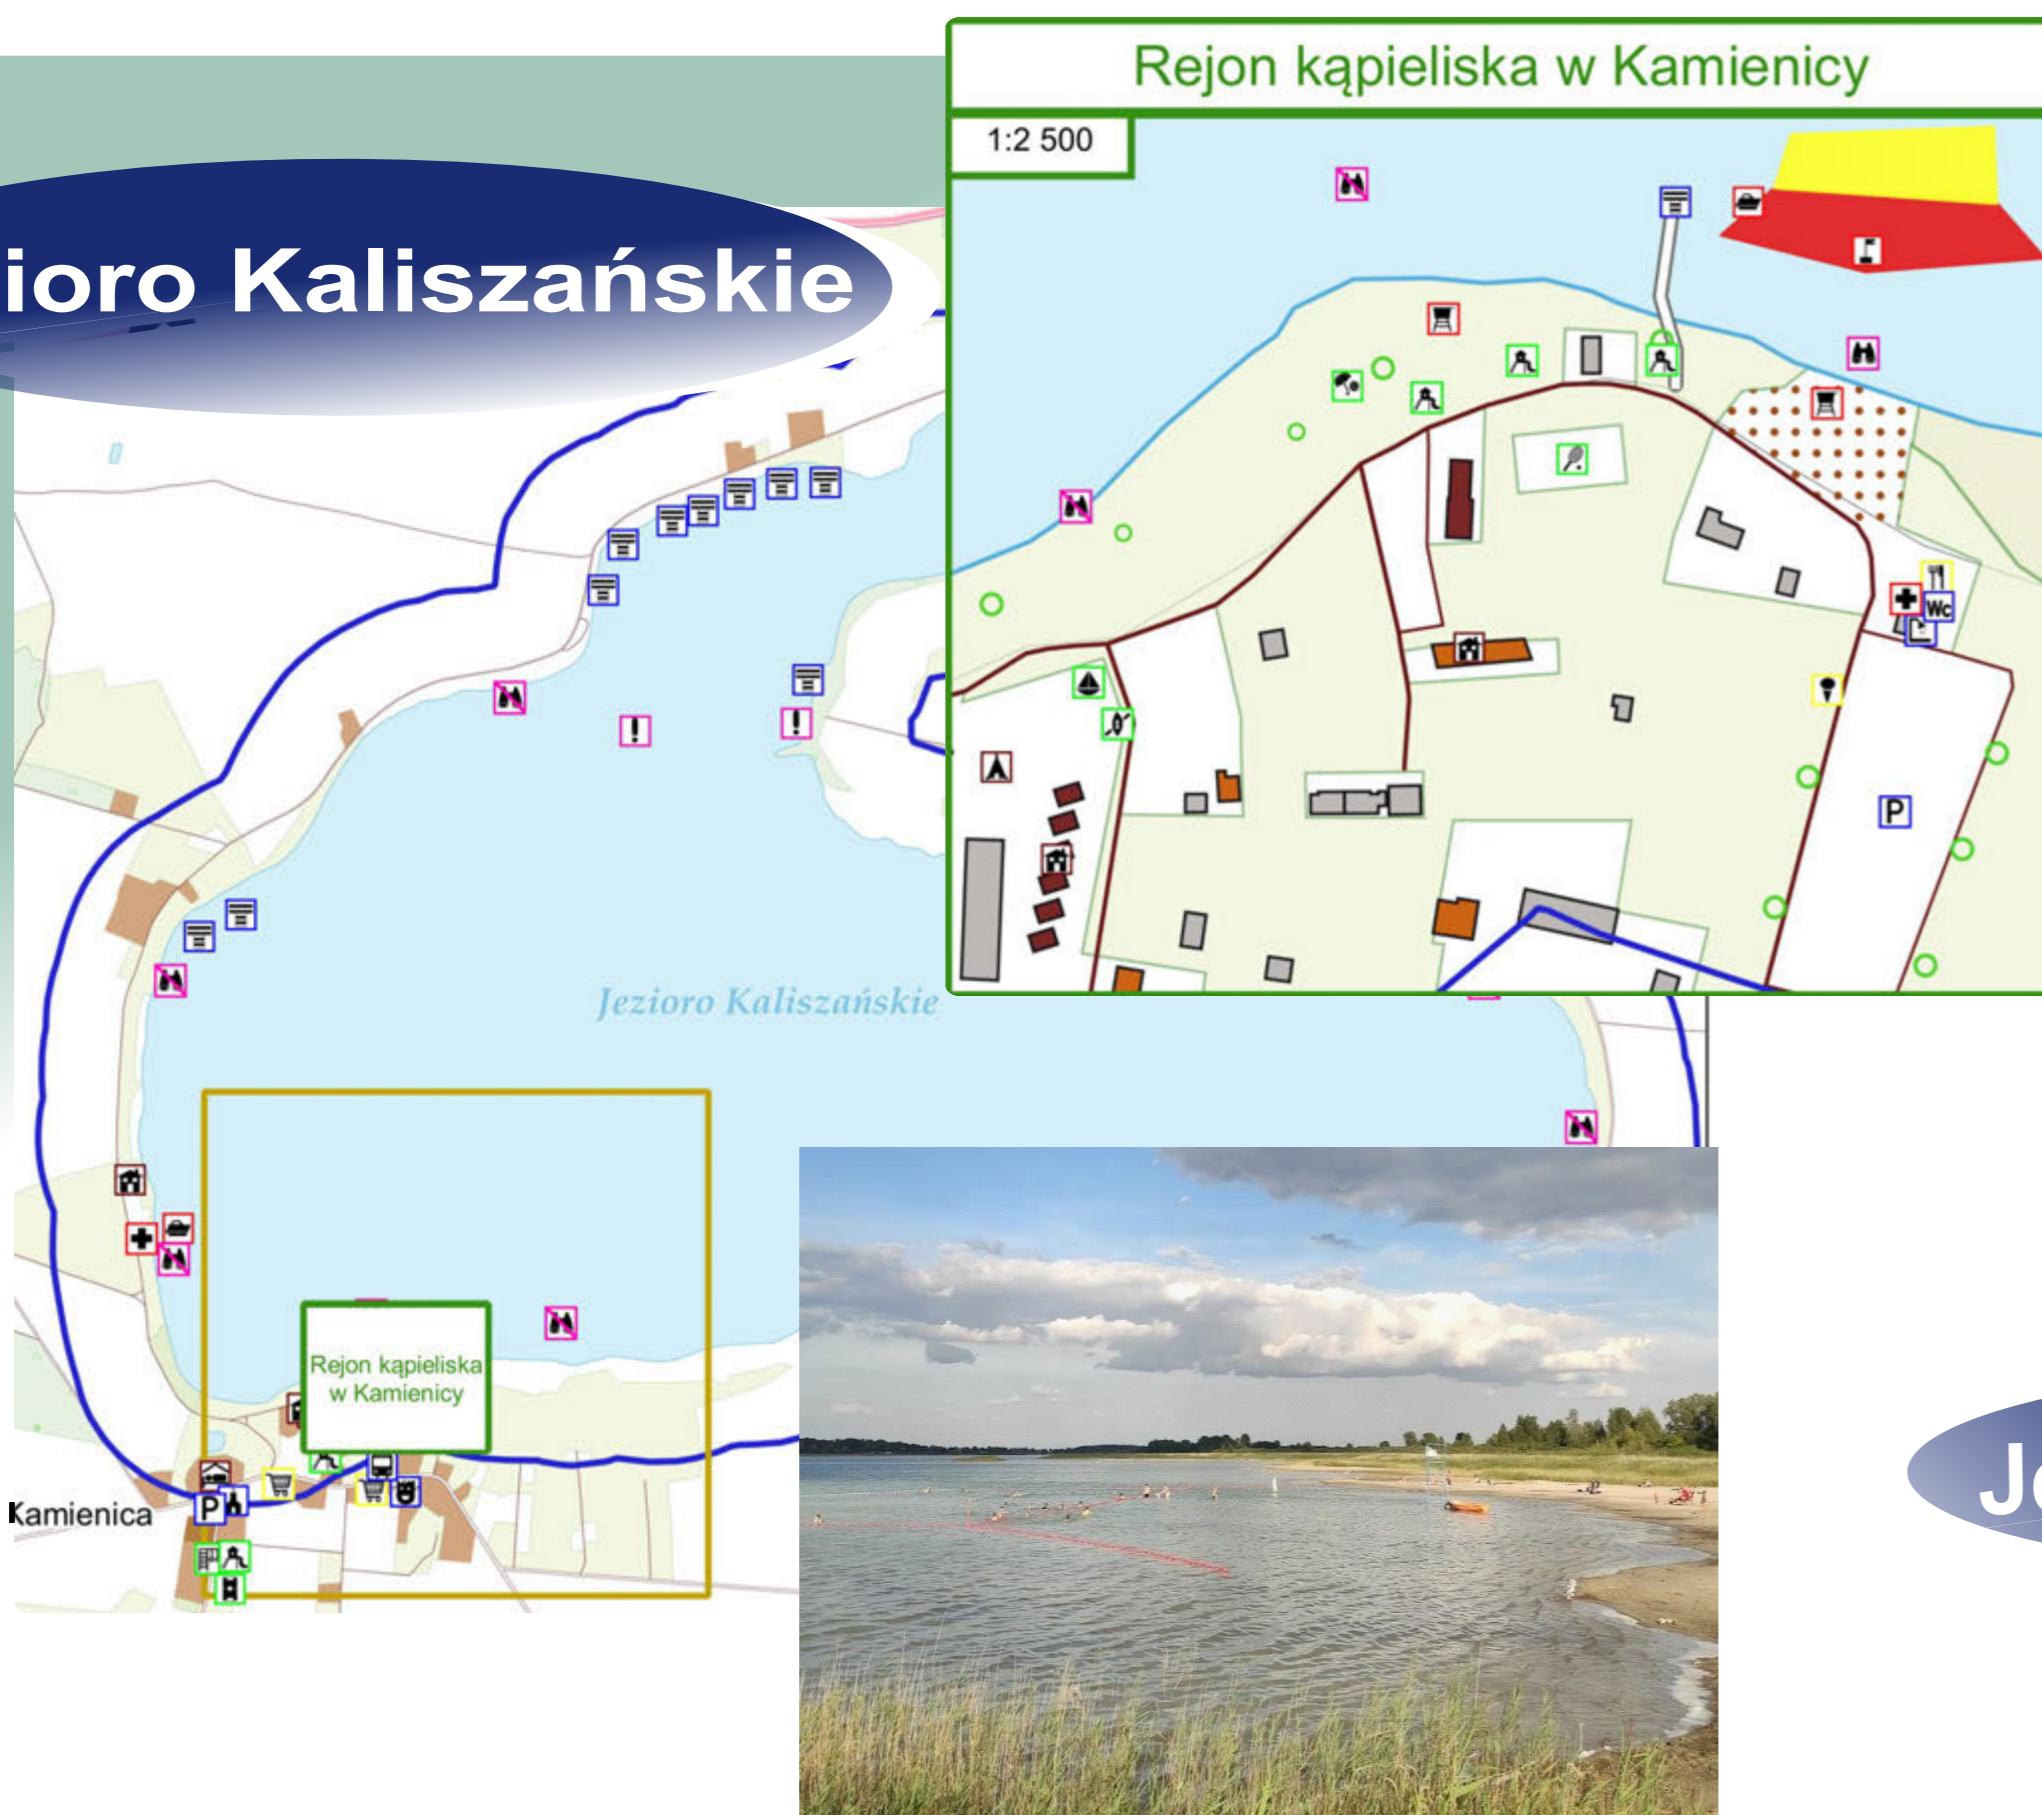 Rejon kąpieliska w Kamienicy
1:2 500
ioro Kaliszańskie
Wc
P
Jezioro Kaliszańskie
Rejon kąpieliska
w Kamienicy
P
Kamienica